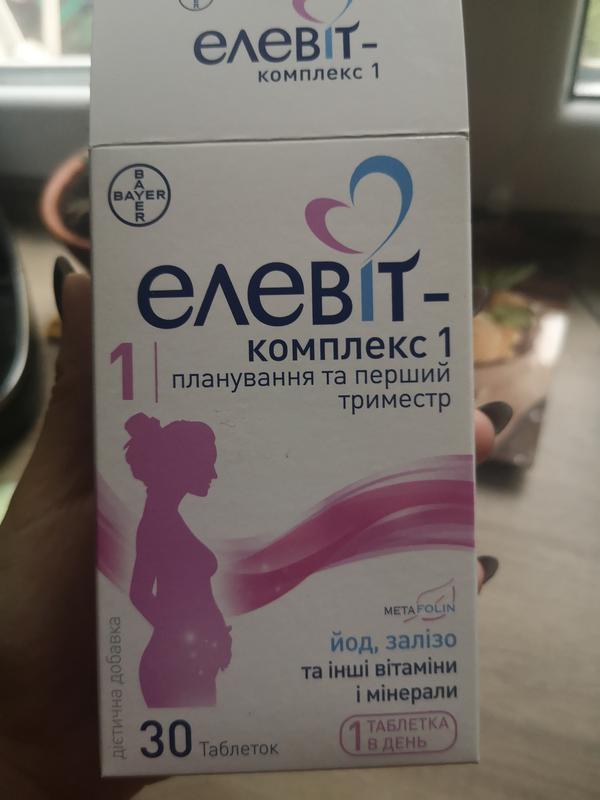 елевіт-
комплекс 1
BAYER
BAYER
елевіт-
комплекс 1
1
планування та перший
триместр
METAFOLIN
йод, залізо
та інші вітаміни
і мінерали
дієтична добавка
30 Таблеток
1 ТАБЛЕТКА
В ДЕНЬ